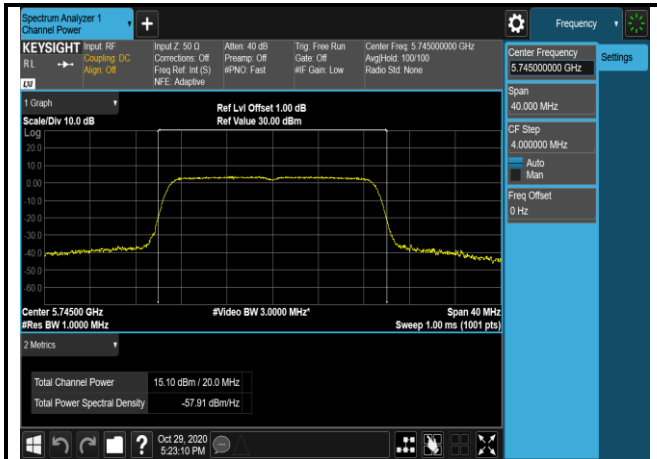 Spectrum Analyzer 1
Channel Power
+
Frequency
KEYSIGHT
RL
LXI
Input: RF
Coupling: DC
Align: Off
Input Z: 50 Ω
Corrections: Off
Freq Ref: Int (S)
NFE: Adaptive
Atten: 40 dB
Preamp: Off
#PNO: Fast
Trig: Free Run
Gate: Off
#IF Gain: Low
Center Freq: 5.745000000 GHz
Avg|Hold: 100/100
Radio Std: None
Center Frequency
5.745000000 GHz
Settings
Span
40.000 MHz
CF Step
4.000000 MHz
Auto
Man
Freq Offset
0 Hz
1 Graph
Scale/Div 10.0 dB
Ref Lvl Offset 1.00 dB
Ref Value 30.00 dBm
Log
20.0
10.0
0.00
-10.0
-20.0
-30.0
-40.0
-50.0
-60.0
Center 5.74500 GHz
#Res BW 1.0000 MHz
#Video BW 3.0000 MHz*
Span 40 MHz
Sweep 1.00 ms (1001 pts)
2 Metrics
Total Channel Power 15.10 dBm / 20.0 MHz
Total Power Spectral Density -57.91 dBm/Hz
?
Oct 29, 2020
5:23:10 PM